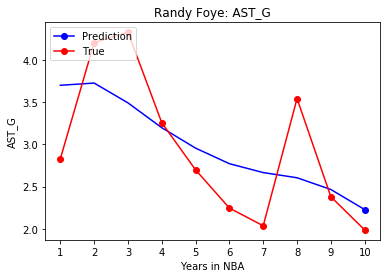 Randy Foye: AST_G
Prediction
True
AST_G
4.0
3.5
3.0
2.5
2.0
1 2 3 4 5 6 7 8 9 10
Years in NBA